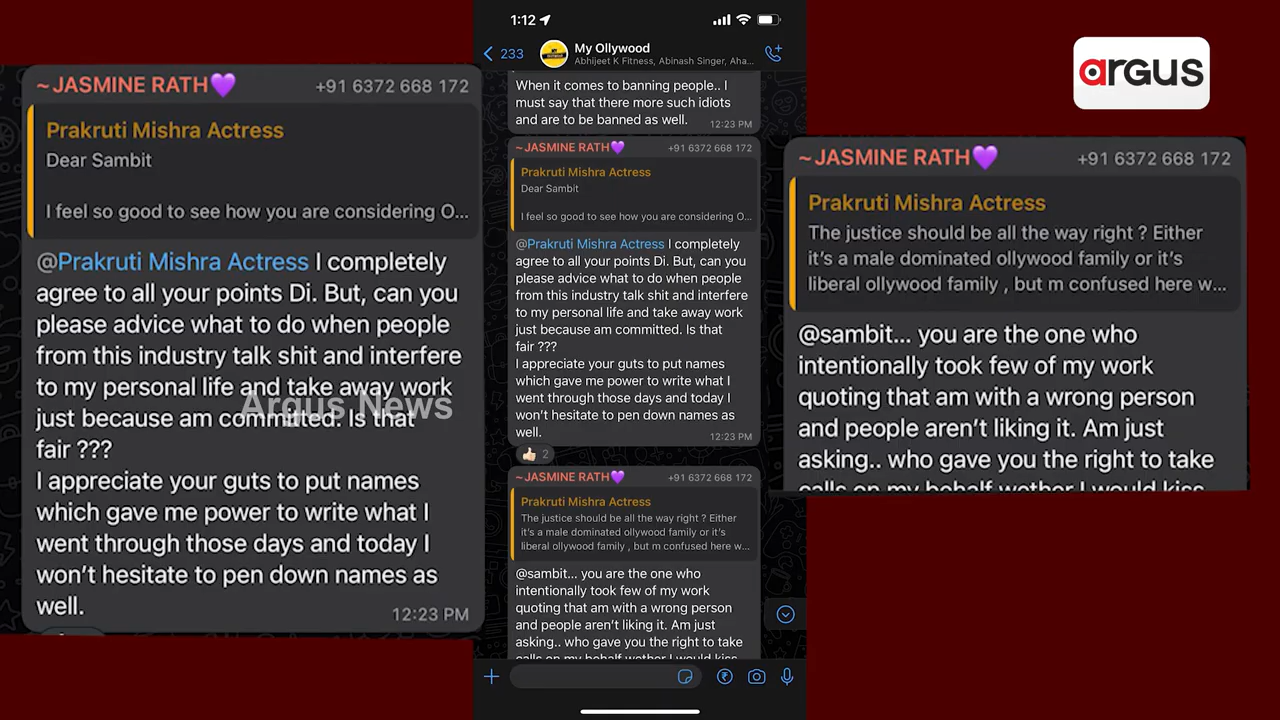 ~JASMINE RATH💜 +91 6372 668 172
Prakruti Mishra Actress
Dear Sambit
I feel so good to see how you are considering O...
@Prakruti Mishra Actress I completely
agree to all your points Di. But, can you
please advice what to do when people
from this industry talk shit and interfere
to my personal life and take away work
just because am committed. Is that
fair ???
I appreciate your guts to put names
which gave me power to write what I
went through those days and today I
won't hesitate to pen down names as
well.
12:23 PM
Argus News
1:12
233
My Ollywood
Abhijeet K Fitness, Abinash Singer, Aha...
When it comes to banning people.. I
must say that there more such idiots
and are to be banned as well.
12:23 PM
~JASMINE RATH💜 +91 6372 668 172
Prakruti Mishra Actress
Dear Sambit
I feel so good to see how you are considering O...
@Prakruti Mishra Actress I completely
agree to all your points Di. But, can you
please advice what to do when people
from this industry talk shit and interfere
to my personal life and take away work
just because am committed. Is that
fair ???
I appreciate your guts to put names
which gave me power to write what I
went through those days and today I
won't hesitate to pen down names as
well.
12:23 PM
👍🏻 2
~JASMINE RATH💜 +91 6372 668 172
Prakruti Mishra Actress
The justice should be all the way right ? Either
it's a male dominated ollywood family or it's
liberal ollywood family , but m confused here w...
@sambit... you are the one who
intentionally took few of my work
quoting that am with a wrong person
and people aren't liking it. Am just
asking.. who gave you the right to take
calls on my behalf wether I would kiss
argus
~JASMINE RATH💜 +91 6372 668 172
Prakruti Mishra Actress
The justice should be all the way right ? Either
it's a male dominated ollywood family or it's
liberal ollywood family , but m confused here w...
@sambit... you are the one who
intentionally took few of my work
quoting that am with a wrong person
and people aren't liking it. Am just
asking.. who gave you the right to take
calls on my behalf wether I would kiss